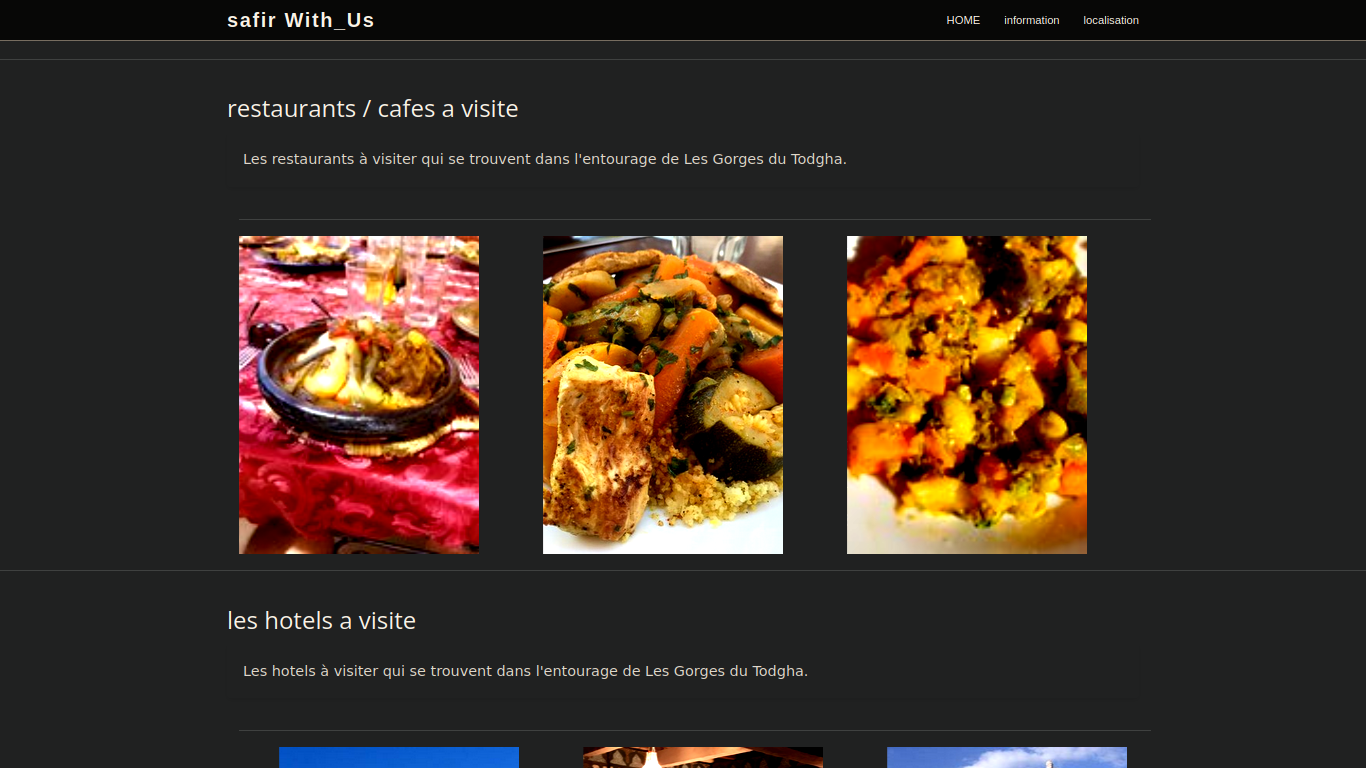 safir With_Us
HOME information localisation
restaurants / cafes a visite
Les restaurants à visiter qui se trouvent dans l'entourage de Les Gorges du Todgha.
les hotels a visite
Les hotels à visiter qui se trouvent dans l'entourage de Les Gorges du Todgha.